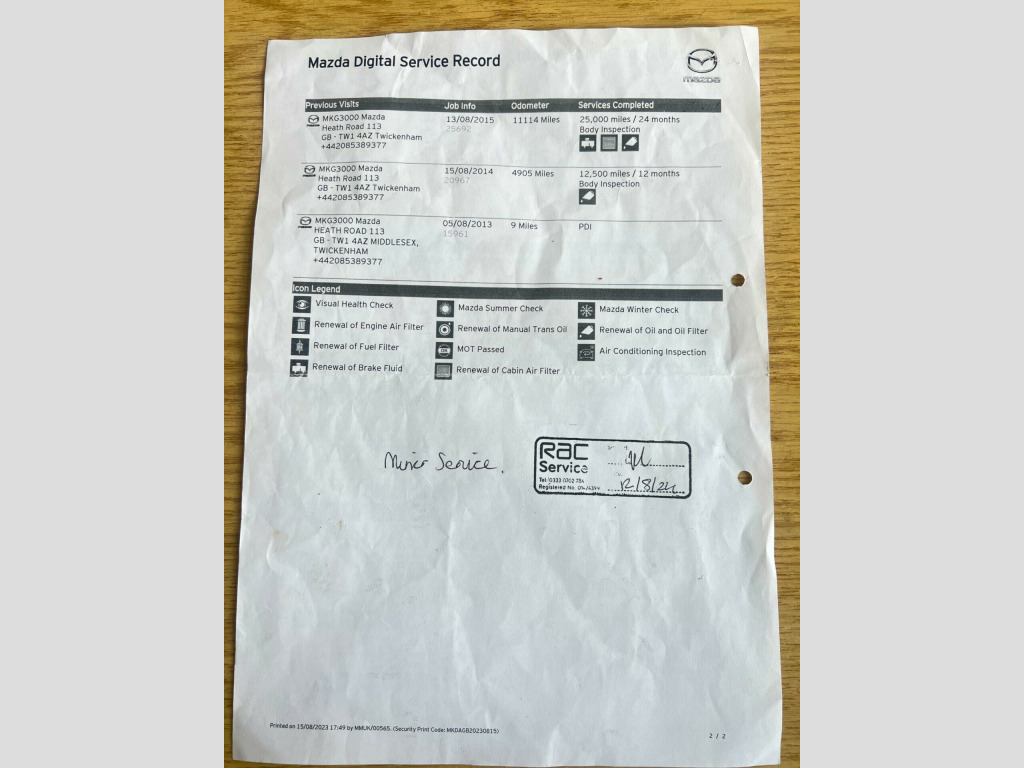 Mazda Digital Service Record
mazda
Previous Visits Job Info Odometer Services Completed
MKG3000 Mazda 13/08/2015 11114 Miles 25,000 miles / 24 months
Heath Road 113 25692 Body Inspection
GB - TW1 4AZ Twickenham
+442085389377
MKG3000 Mazda 15/08/2014 4905 Miles 12,500 miles / 12 months
Heath Road 113 20967 Body Inspection
GB - TW1 4AZ Twickenham
+442085389377
MKG3000 Mazda 05/08/2013 9 Miles PDI
HEATH ROAD 113 15961
GB - TW1 4AZ MIDDLESEX,
TWICKENHAM
+442085389377
Icon Legend
Visual Health Check Mazda Summer Check Mazda Winter Check
Renewal of Engine Air Filter Renewal of Manual Trans Oil Renewal of Oil and Oil Filter
Renewal of Fuel Filter MOT Passed Air Conditioning Inspection
Renewal of Brake Fluid Renewal of Cabin Air Filter
Minor Service.
RAC
Service
Tel: 0333 0702
Registered No.
12/8/24
Printed on 15/08/2023 17:49 by MMUK/00565. (Security Print Code: MKDAGB20230815)
2 / 2